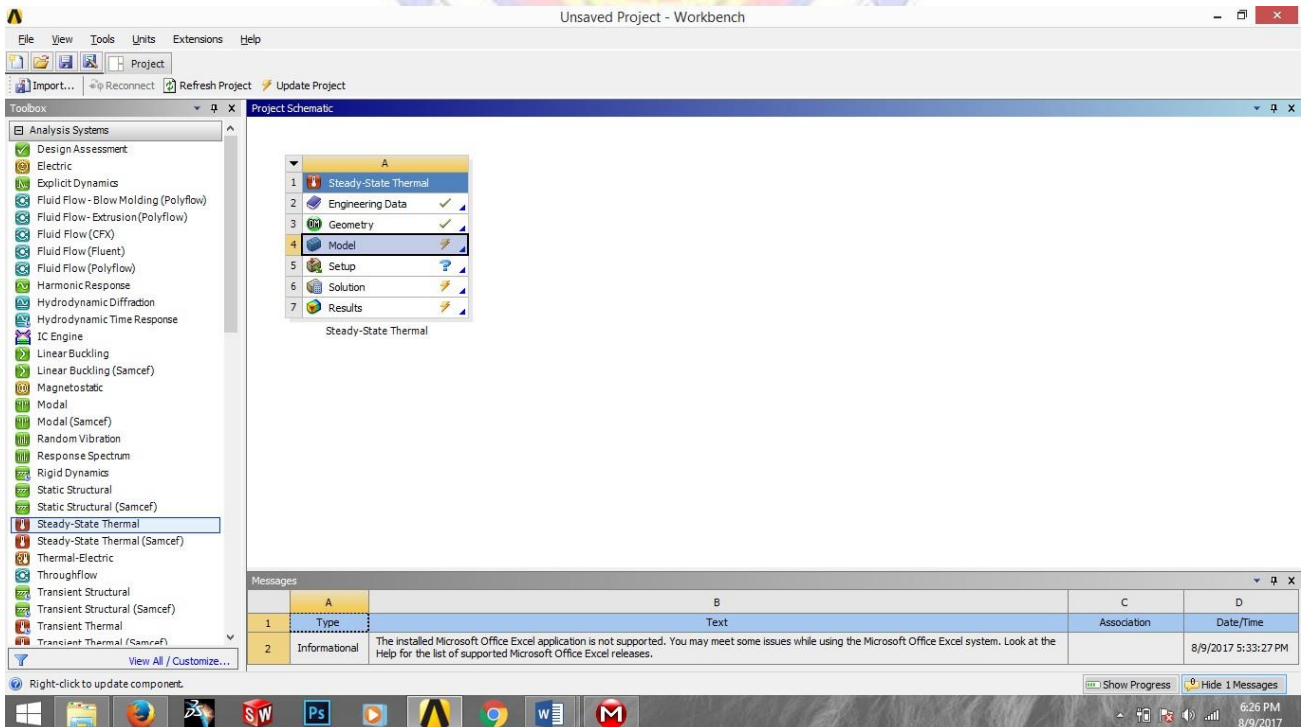 Unsaved Project - Workbench
File View Tools Units Extensions Help
Project
Import... Reconnect Refresh Project Update Project
Toolbox
Project Schematic
Analysis Systems
Design Assessment
Electric
Explicit Dynamics
Fluid Flow - Blow Molding (Polyflow)
Fluid Flow- Extrusion (Polyflow)
Fluid Flow (CFX)
Fluid Flow (Fluent)
Fluid Flow (Polyflow)
Harmonic Response
Hydrodynamic Diffraction
Hydrodynamic Time Response
IC Engine
Linear Buckling
Linear Buckling (Samcef)
Magnetostatic
Modal
Modal (Samcef)
Random Vibration
Response Spectrum
Rigid Dynamics
Static Structural
Static Structural (Samcef)
Steady-State Thermal
Steady-State Thermal (Samcef)
Thermal-Electric
Throughflow
Transient Structural
Transient Structural (Samcef)
Transient Thermal
Transient Thermal (Samcef)
View All / Customize...
A
1 Steady-State Thermal
2 Engineering Data
3 DM Geometry
4 Model
5 Setup ?
6 Solution
7 Results
Steady-State Thermal
Messages
A B C D
1 Type Text Association Date/Time
2 Informational The installed Microsoft Office Excel application is not supported. You may meet some issues while using the Microsoft Office Excel system. Look at the
Help for the list of supported Microsoft Office Excel releases. 8/9/2017 5:33:27 PM
Right-click to update component.
Show Progress Hide 1 Messages
SW Ps W M
6:26 PM
8/9/2017